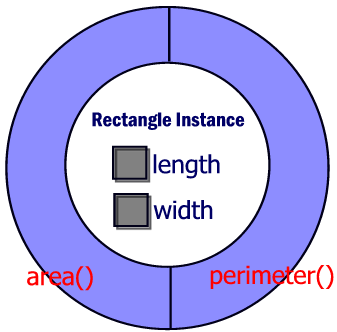 Rectangle Instance
length
width
area()
perimeter()